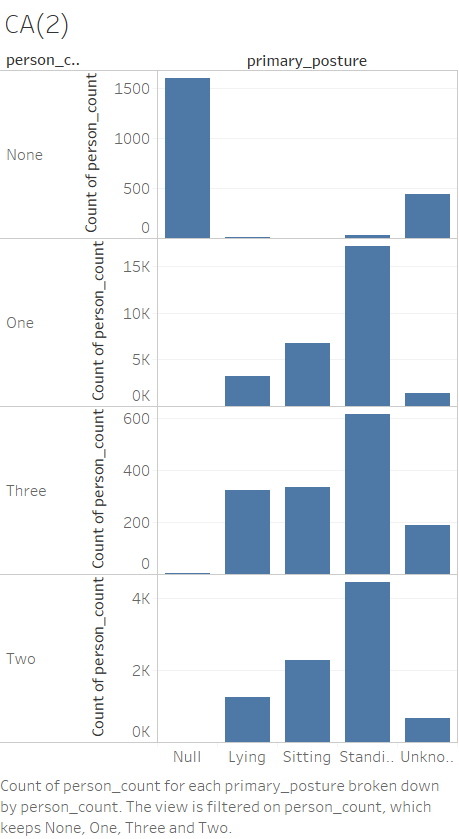 CA(2)
person_c..
primary_posture
None
Count of person_count
1500
1000
500
0
One
Count of person_count
15K
10K
5K
0K
Three
Count of person_count
600
400
200
0
Two
Count of person_count
4K
2K
0K
Null Lying Sitting Standi.. Unkno..
Count of person_count for each primary_posture broken down
by person_count. The view is filtered on person_count, which
keeps None, One, Three and Two.